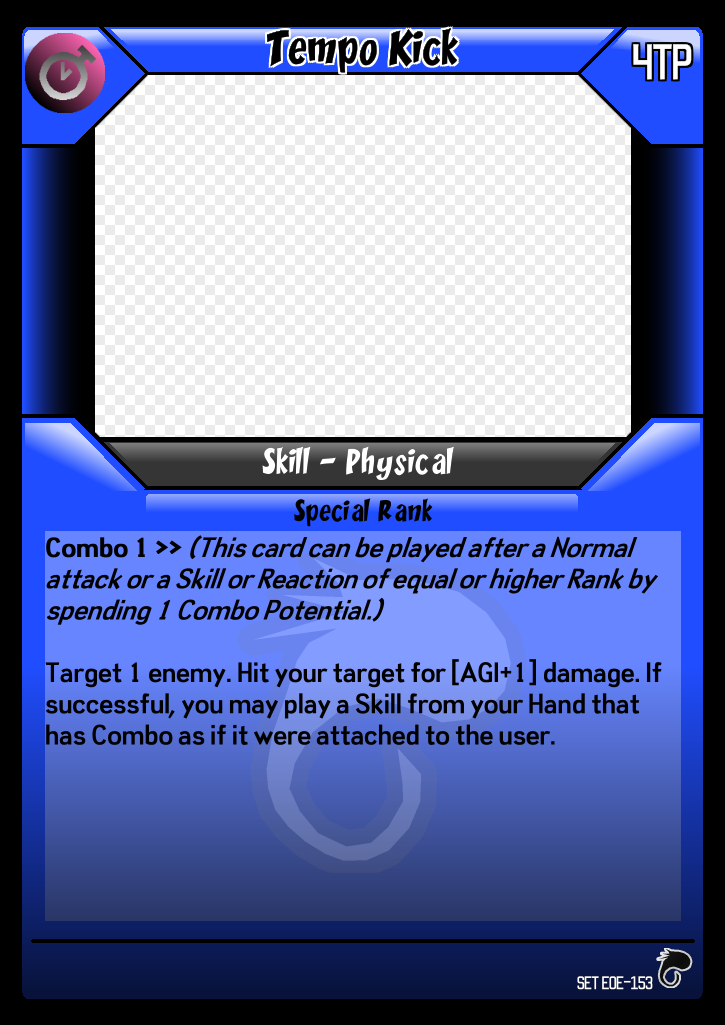 Tempo Kick
4TP
Skill - Physical
Special Rank
Combo 1 >> (This card can be played after a Normal
attack or a Skill or Reaction of equal or higher Rank by
spending 1 Combo Potential.)
Target 1 enemy. Hit your target for [AGI+1] damage. If
successful, you may play a Skill from your Hand that
has Combo as if it were attached to the user.
SET EOE-153